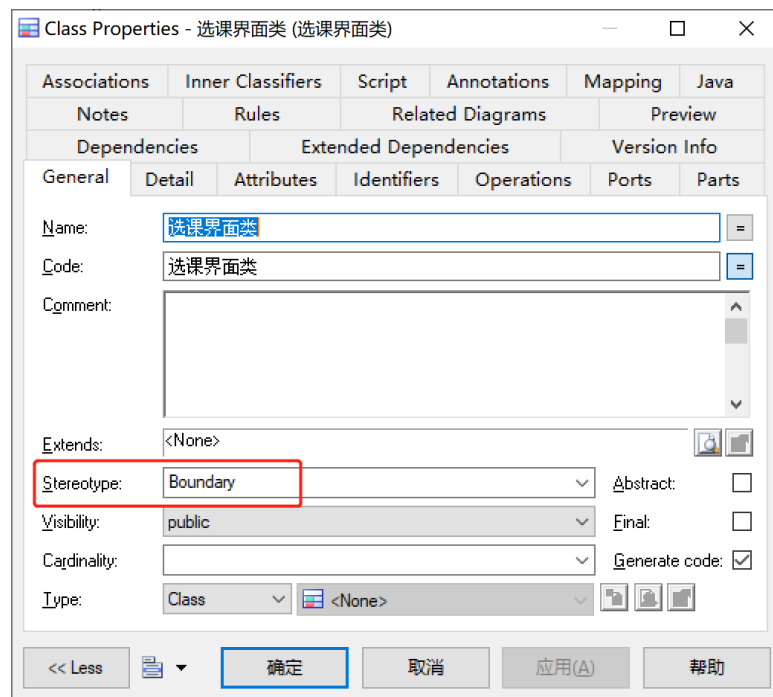 Class Properties - 选课界面类 (选课界面类)
Associations Inner Classifiers Script Annotations Mapping Java
Notes Rules Related Diagrams Preview
Dependencies Extended Dependencies Version Info
General Detail Attributes Identifiers Operations Ports Parts
Name: 选课界面类 =
Code: 选课界面类 =
Comment:
Extends: <None>
Stereotype: Boundary Abstract:
Visibility: public Final:
Cardinality: Generate code:
Type: Class <None>
<< Less 确定 取消 应用(A) 帮助